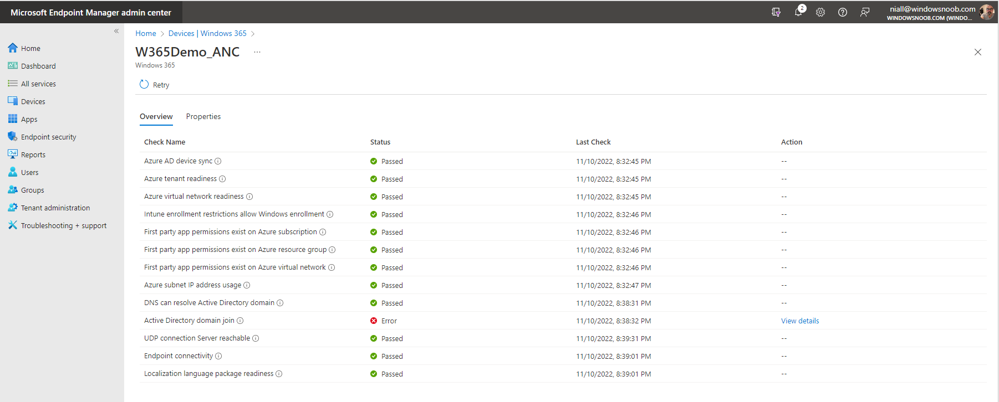 Microsoft Endpoint Manager admin center
2
niall@windowsnoob.com
WINDOWSNOOB.COM (WINDO...
«
Home
Dashboard
All services
Devices
Apps
Endpoint security
Reports
Users
Groups
Tenant administration
Troubleshooting + support
Home > Devices | Windows 365 >
W365Demo_ANC ...
Windows 365
Retry
Overview Properties
Check Name Status Last Check Action
Azure AD device sync Passed 11/10/2022, 8:32:45 PM --
Azure tenant readiness Passed 11/10/2022, 8:32:45 PM --
Azure virtual network readiness Passed 11/10/2022, 8:32:45 PM --
Intune enrollment restrictions allow Windows enrollment Passed 11/10/2022, 8:32:46 PM --
First party app permissions exist on Azure subscription Passed 11/10/2022, 8:32:46 PM --
First party app permissions exist on Azure resource group Passed 11/10/2022, 8:32:46 PM --
First party app permissions exist on Azure virtual network Passed 11/10/2022, 8:32:46 PM --
Azure subnet IP address usage Passed 11/10/2022, 8:32:47 PM --
DNS can resolve Active Directory domain Passed 11/10/2022, 8:38:31 PM --
Active Directory domain join Error 11/10/2022, 8:38:32 PM View details
UDP connection Server reachable Passed 11/10/2022, 8:39:31 PM --
Endpoint connectivity Passed 11/10/2022, 8:39:01 PM --
Localization language package readiness Passed 11/10/2022, 8:39:01 PM --